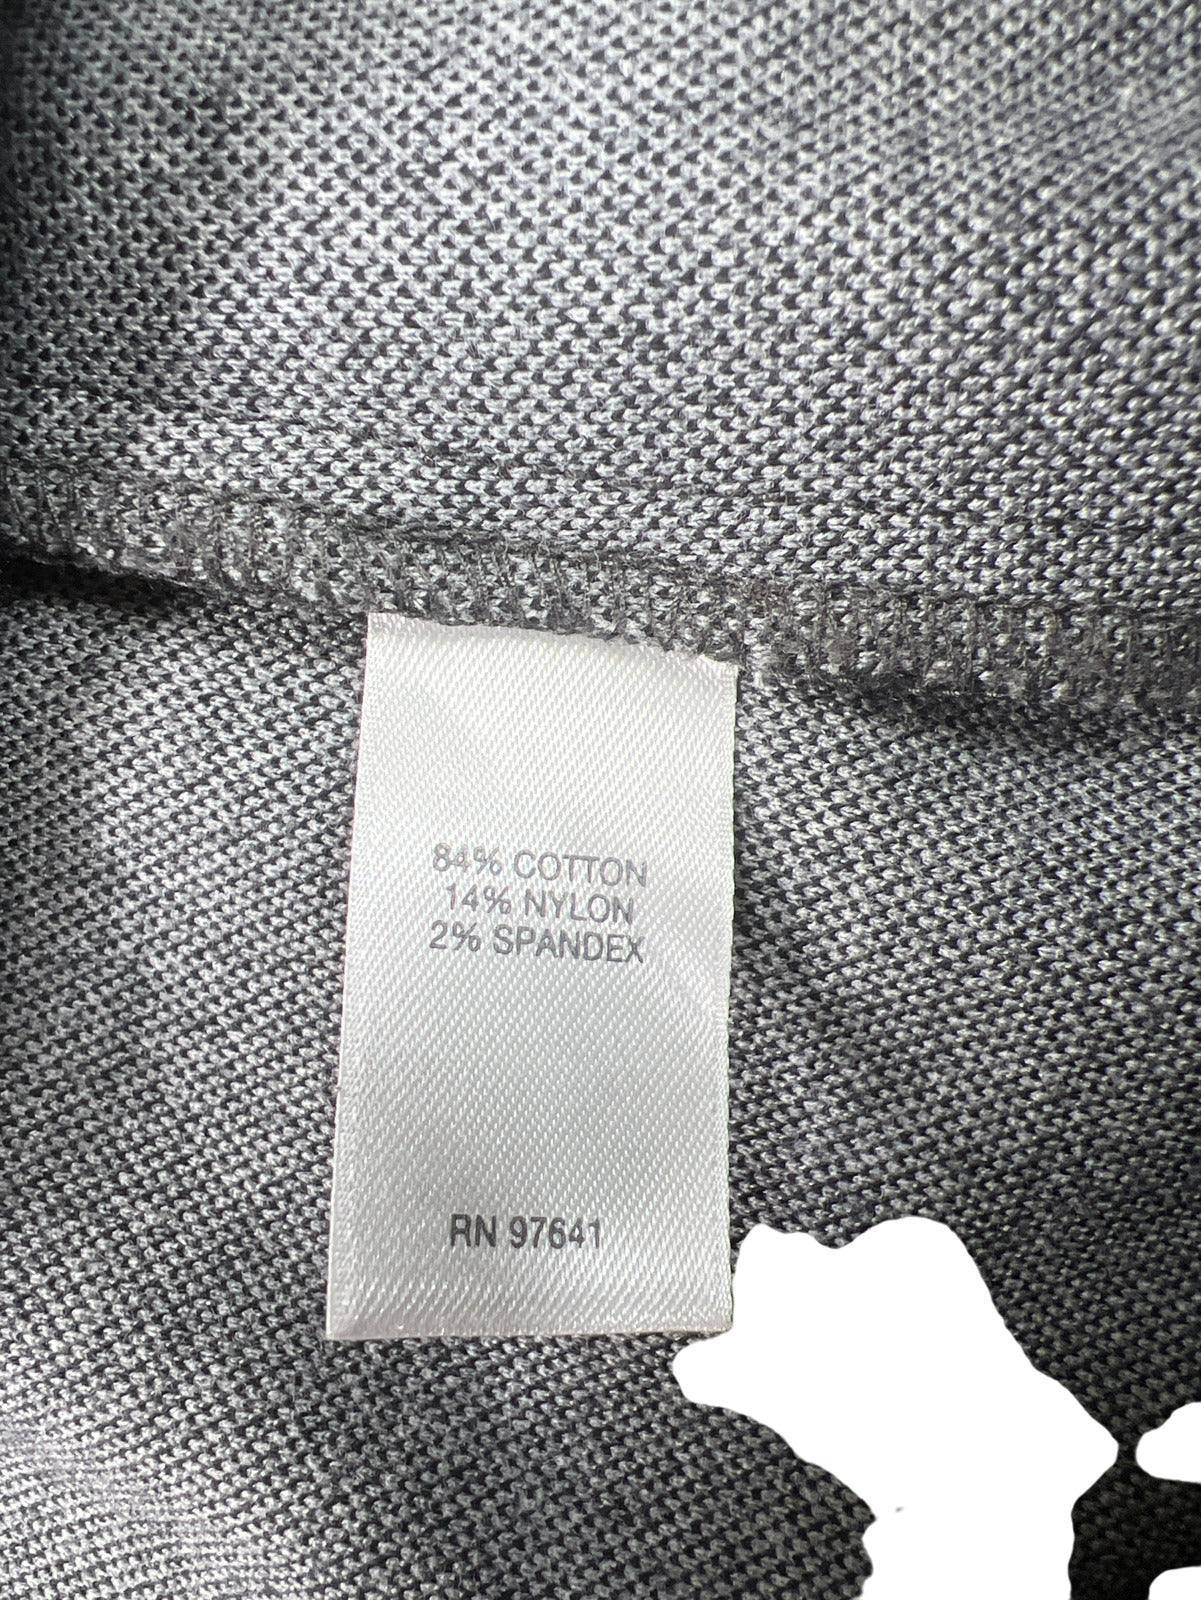 84% COTTON
14% NYLON
2% SPANDEX
RN 97641